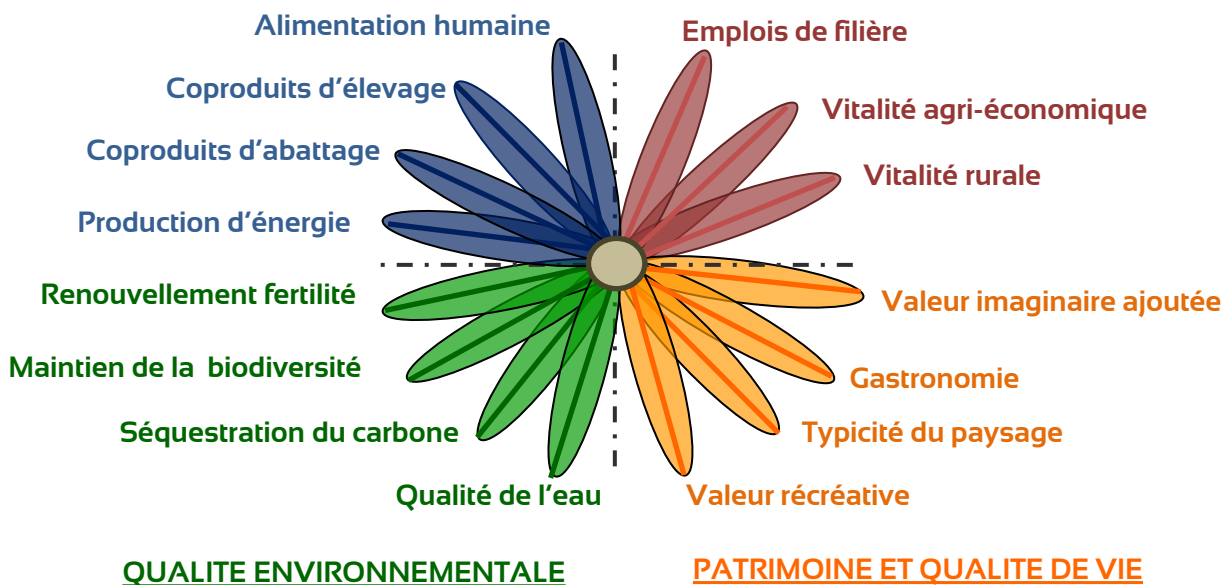 Alimentation humaine
Emplois de filière
Coproduits d'élevage
Vitalité agri-économique
Coproduits d'abattage
Vitalité rurale
Production d'énergie
Renouvellement fertilité
Valeur imaginaire ajoutée
Maintien de la biodiversité
Gastronomie
Séquestration du carbone
Typicité du paysage
Qualité de l'eau
Valeur récréative
QUALITE ENVIRONNEMENTALE
PATRIMOINE ET QUALITE DE VIE